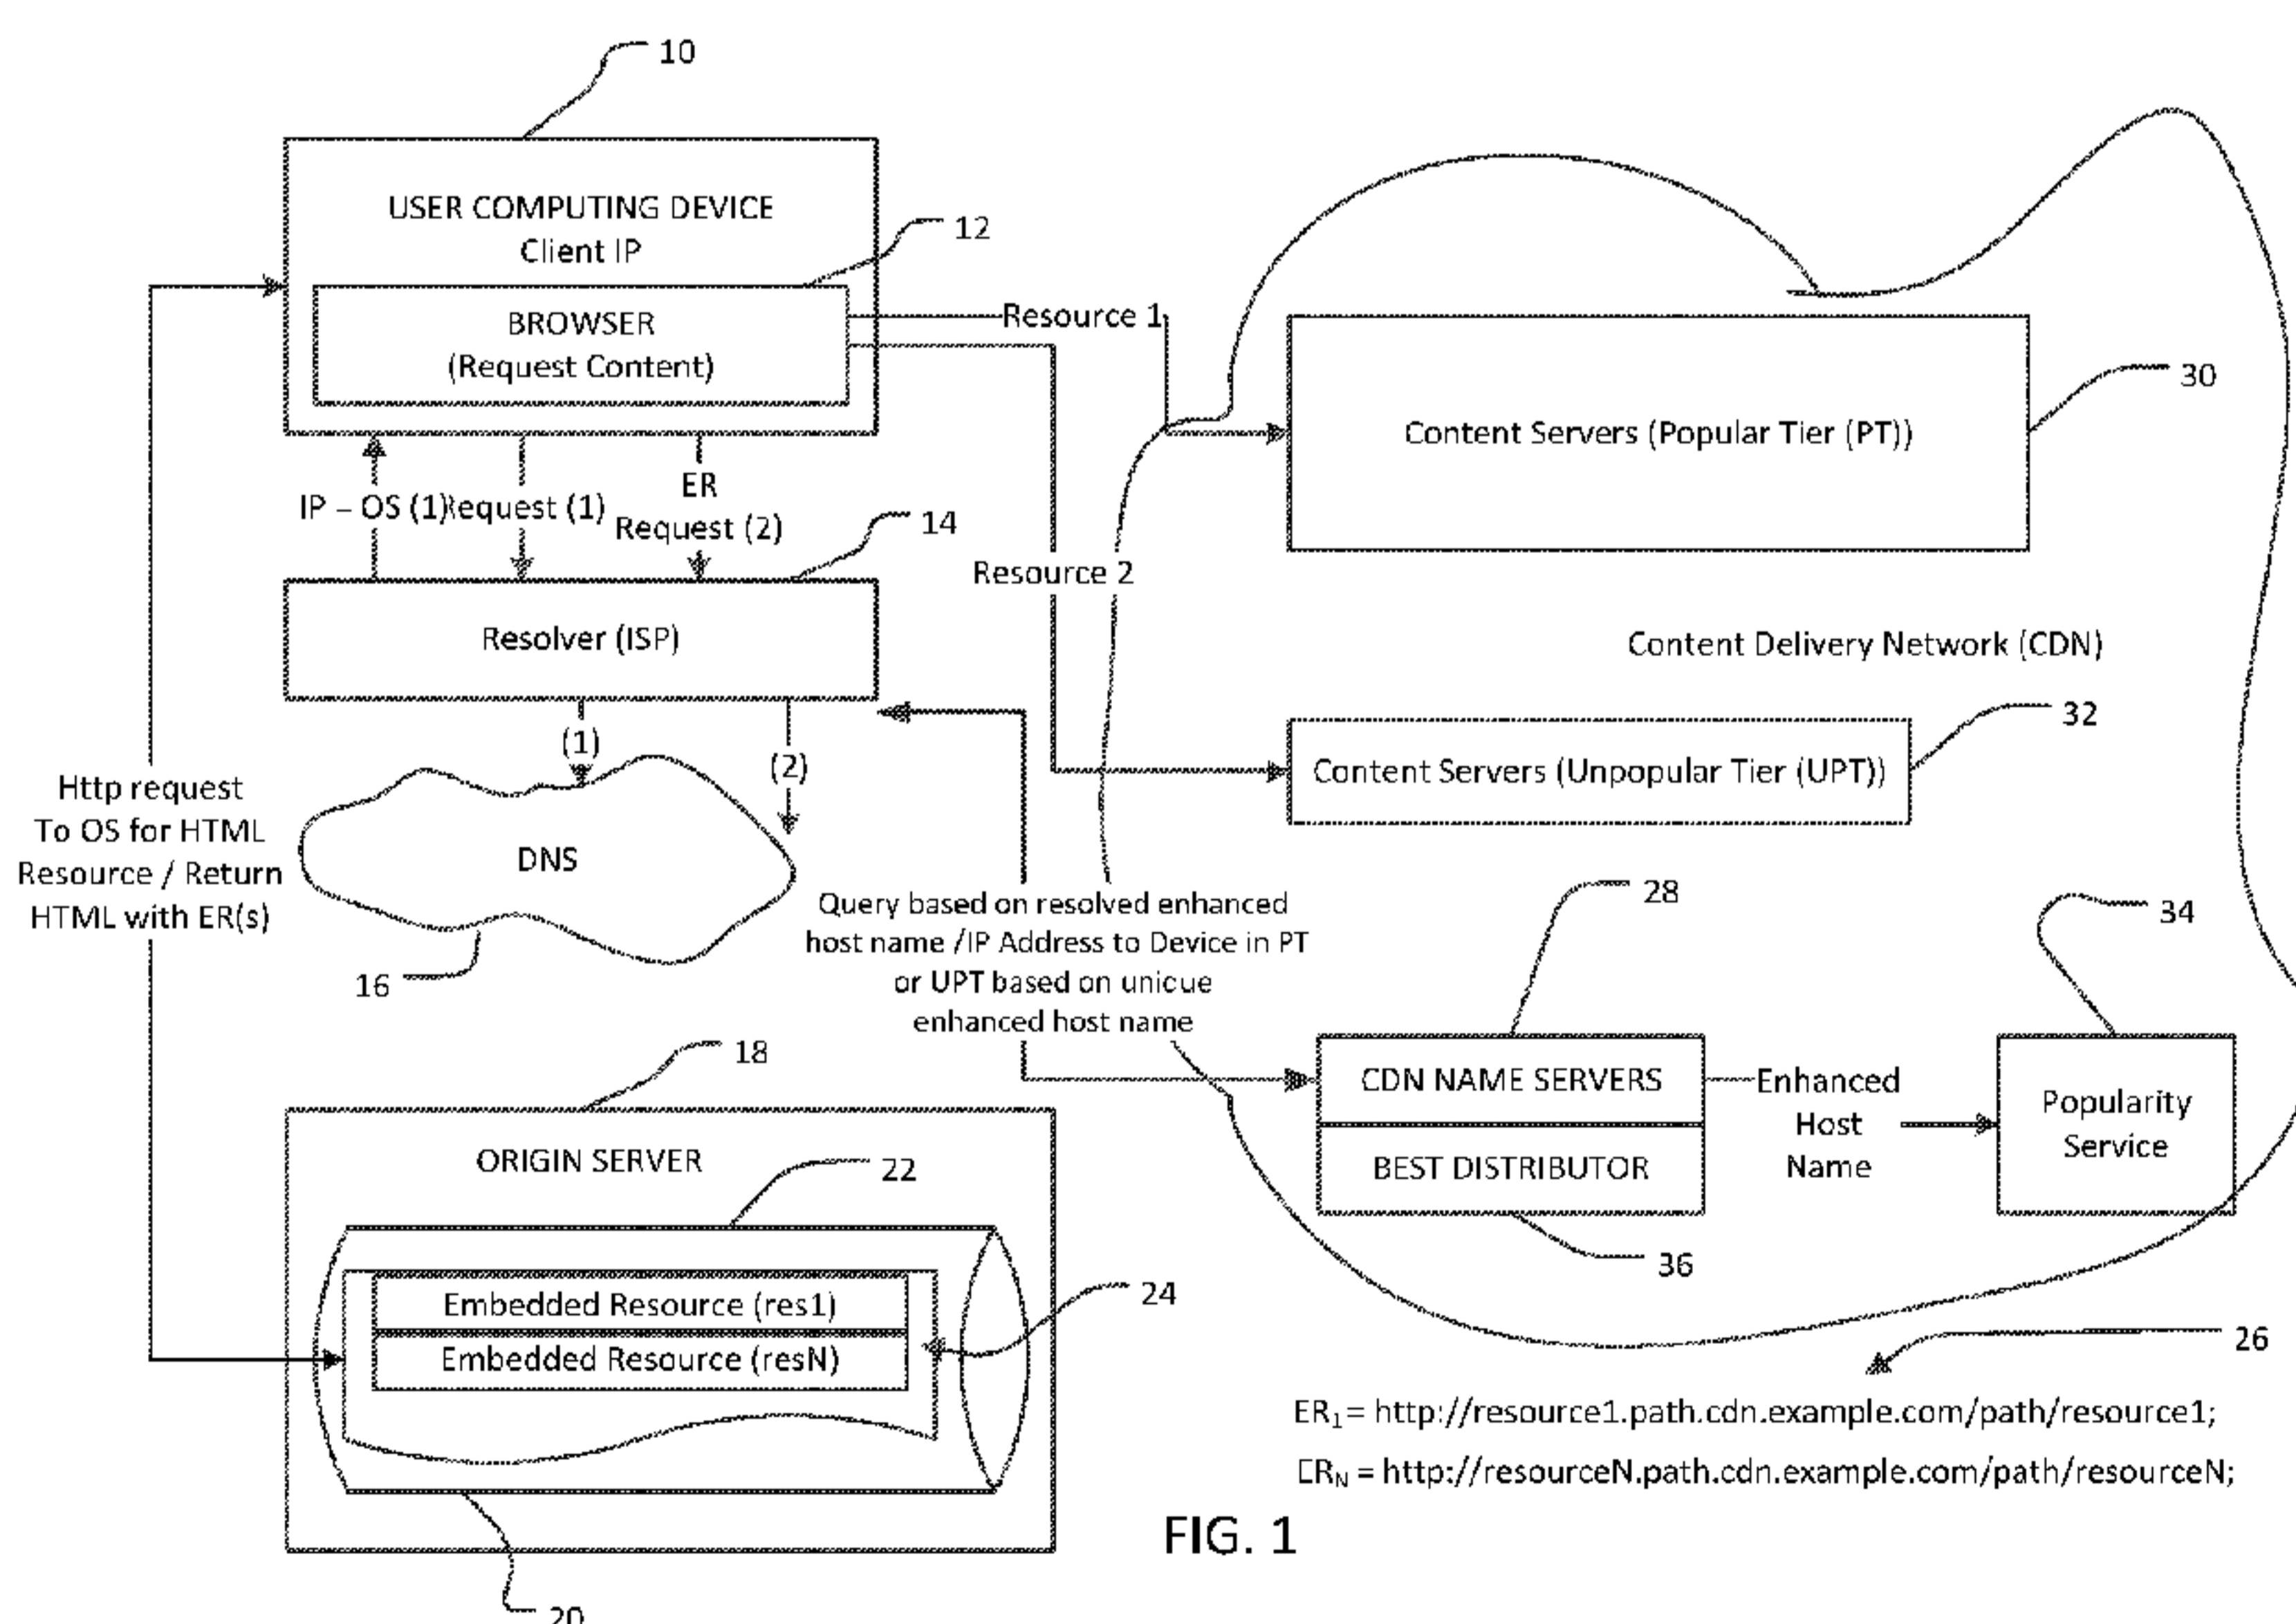 10
USER COMPUTING DEVICE
Client IP
12
BROWSER
(Request Content)
Resource 1
Content Servers (Popular Tier (PT))
30
IP – OS (1)
Request (1)
ER
Request (2)
14
Resource 2
Resolver (ISP)
Content Delivery Network (CDN)
32
Content Servers (Unpopular Tier (UPT))
(1)
(2)
Http request
To OS for HTML
Resource / Return
HTML with ER(s)
DNS
16
Query based on resolved enhanced
host name /IP Address to Device in PT
or UPT based on unique
enhanced host name
28
34
CDN NAME SERVERS
BEST DISTRIBUTOR
Enhanced
Host
Name
Popularity
Service
36
18
ORIGIN SERVER
22
Embedded Resource (res1)
Embedded Resource (resN)
24
26
ER₁= http://resource1.path.cdn.example.com/path/resource1;
ERN = http://resourceN.path.cdn.example.com/path/resourceN;
FIG. 1
20